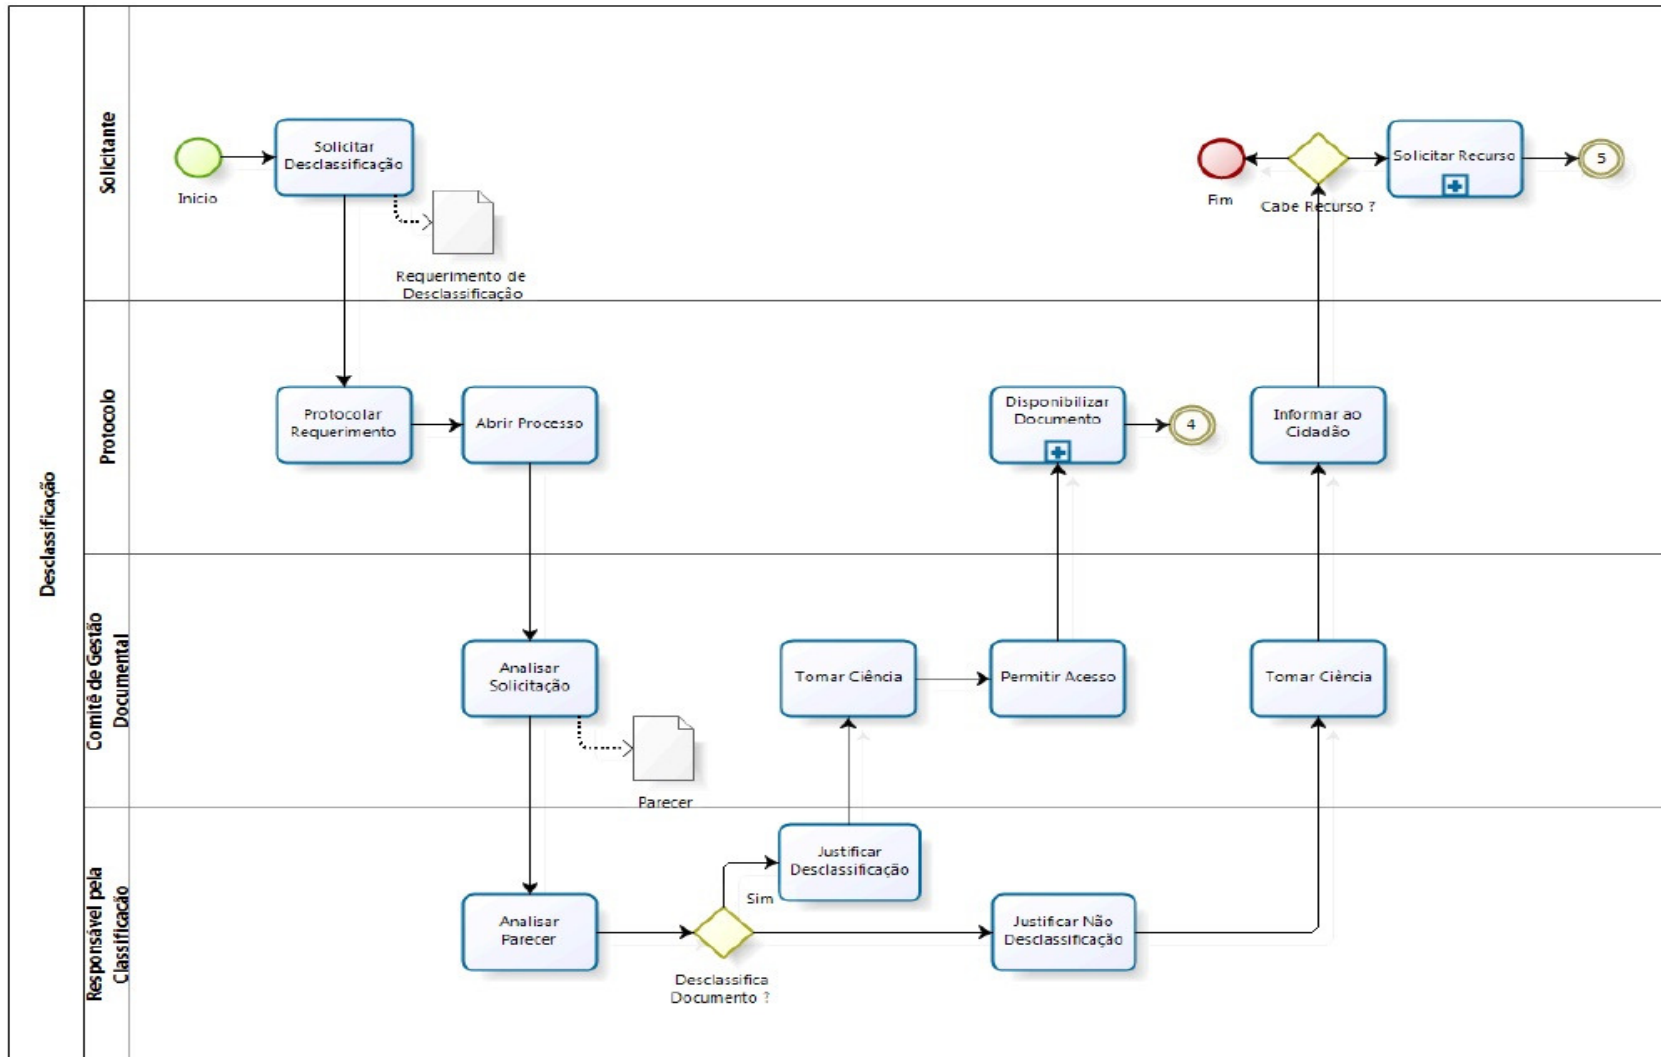 Desclassificação
Solicitante
Inicio
Solicitar
Desclassificação
Requerimento de
Desclassificação
Fim
Cabe Recurso ?
Solicitar Recurso
5
Protocolo
Protocolar
Requerimento
Abrir Processo
Disponibilizar
Documento
4
Informar ao
Cidadão
Comitê de Gestão
Documental
Analisar
Solicitação
Parecer
Tomar Ciência
Permitir Acesso
Tomar Ciência
Responsável pela
Classificação
Analisar
Parecer
Desclassifica
Documento ?
Sim
Justificar
Desclassificação
Justificar Não
Desclassificação